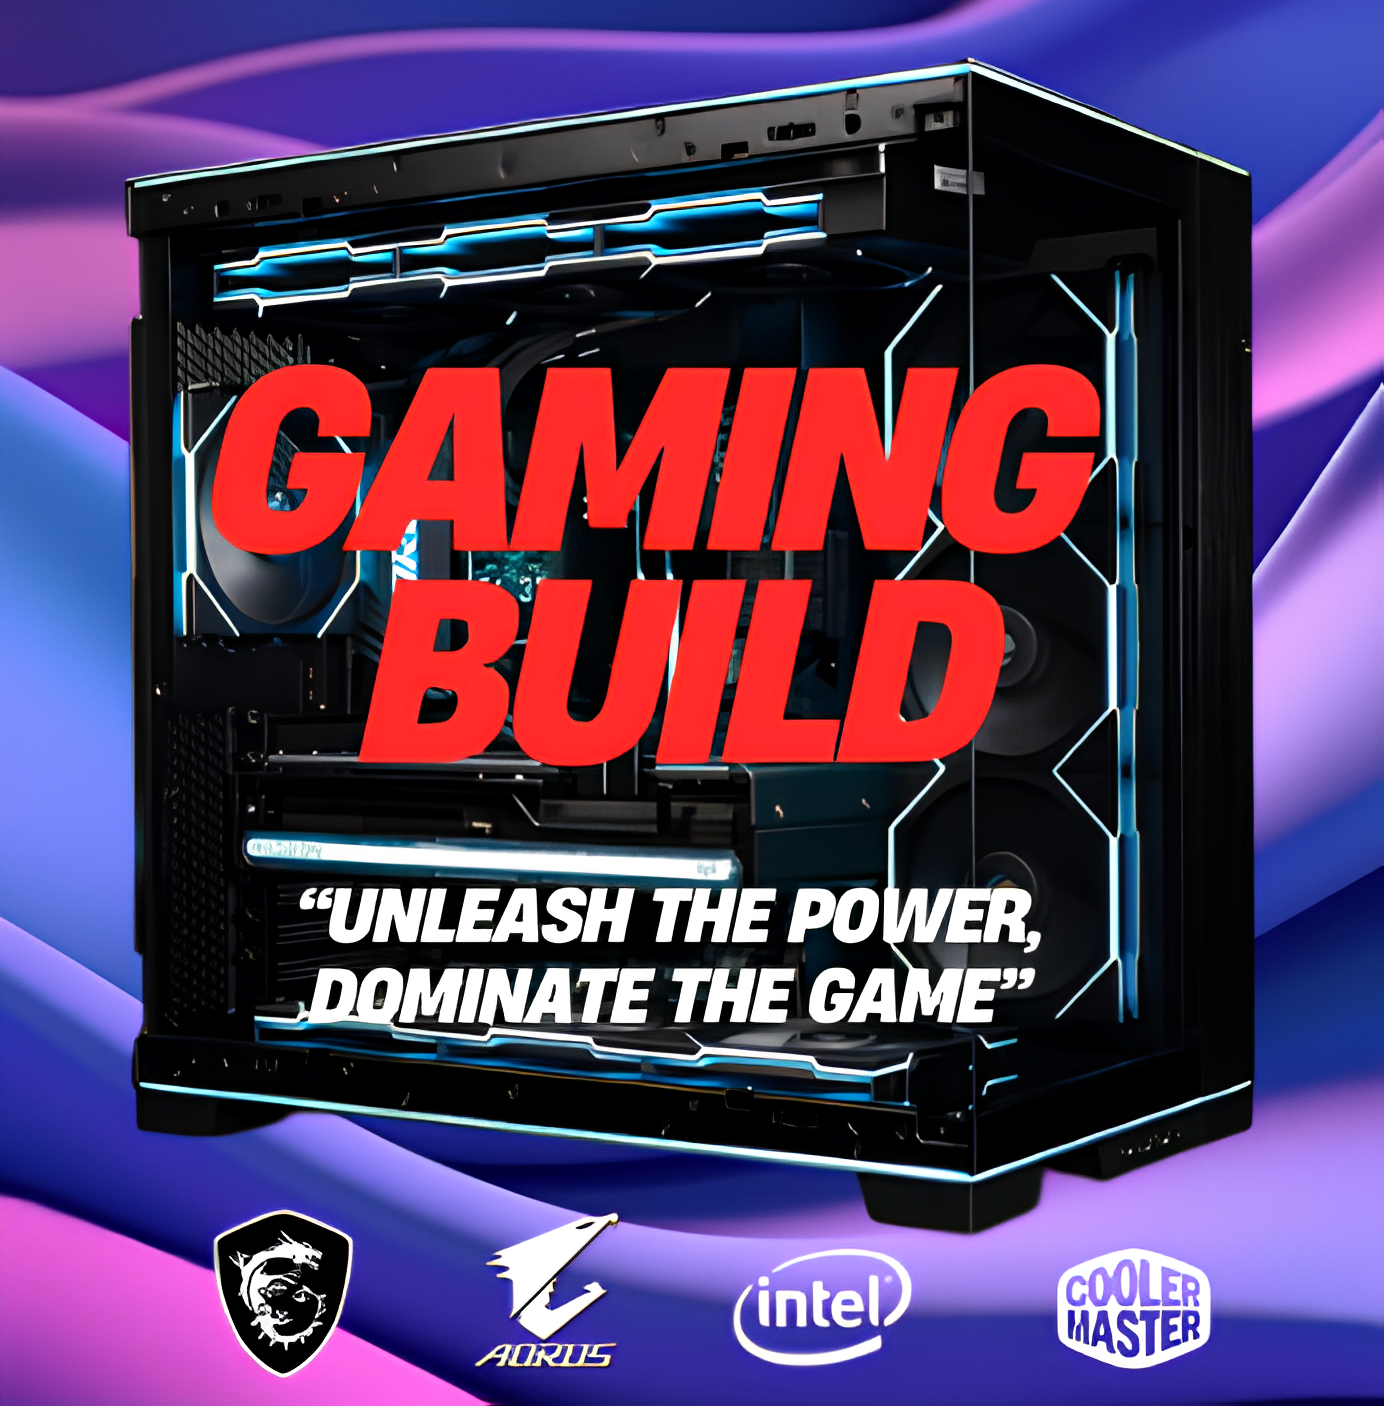 GAMING
BUILD
“UNLEASH THE POWER,
DOMINATE THE GAME”
AORUS
intel
COOLER
MASTER